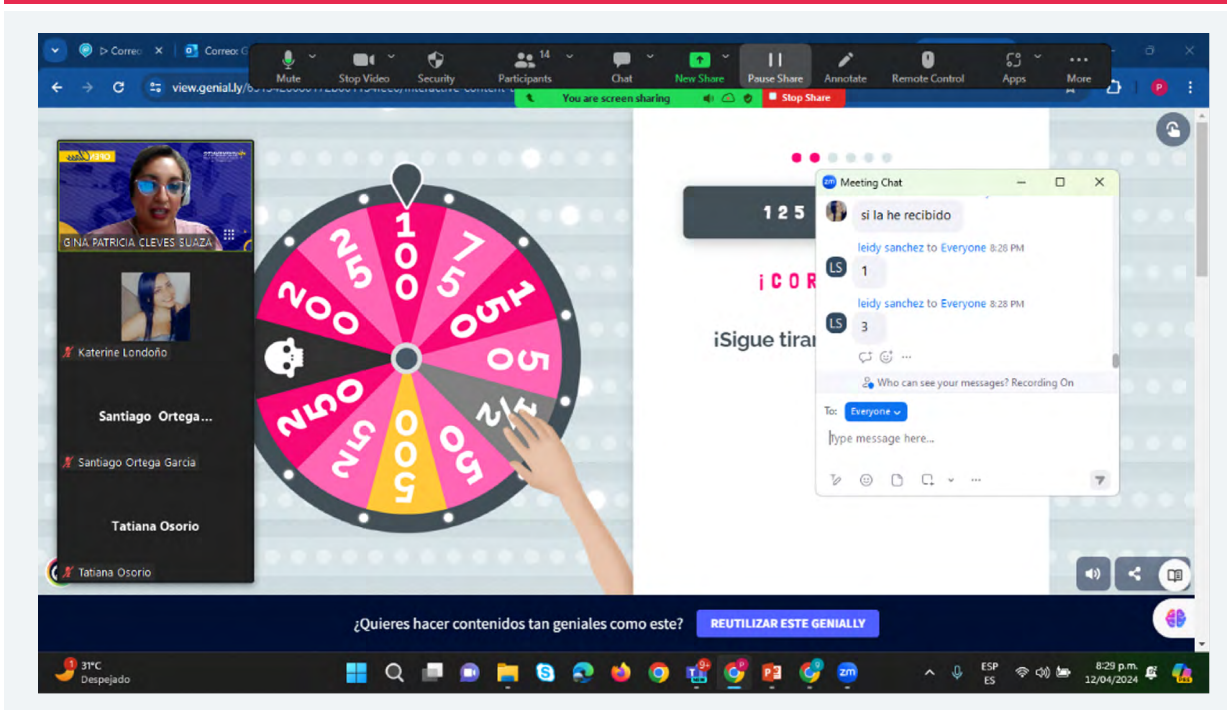 Correo
Correo: G
14
Mute
Stop Video
Security
Participants
Chat
New Share
Pause Share
Annotate
Remote Control
Apps
More
view.genial.ly/
You are screen sharing
Stop Share
P
GINA PATRICIA CLEVES SUAZA
Katerine Londoño
Santiago Ortega...
Santiago Ortega Garcia
Tatiana Osorio
Tatiana Osorio
100
75
150
50
1/2
50
500
25
250
200
25
125
¡COR
¡Sigue tirar
zm Meeting Chat
si la he recibido
leidy sanchez to Everyone 8:28 PM
LS
1
leidy sanchez to Everyone 8:28 PM
LS
3
Who can see your messages? Recording On
To: Everyone
Type message here...
¿Quieres hacer contenidos tan geniales como este?
REUTILIZAR ESTE GENIALLY
1
31°C
Despejado
9+
zm
ESP
ES
8:29 p.m.
12/04/2024